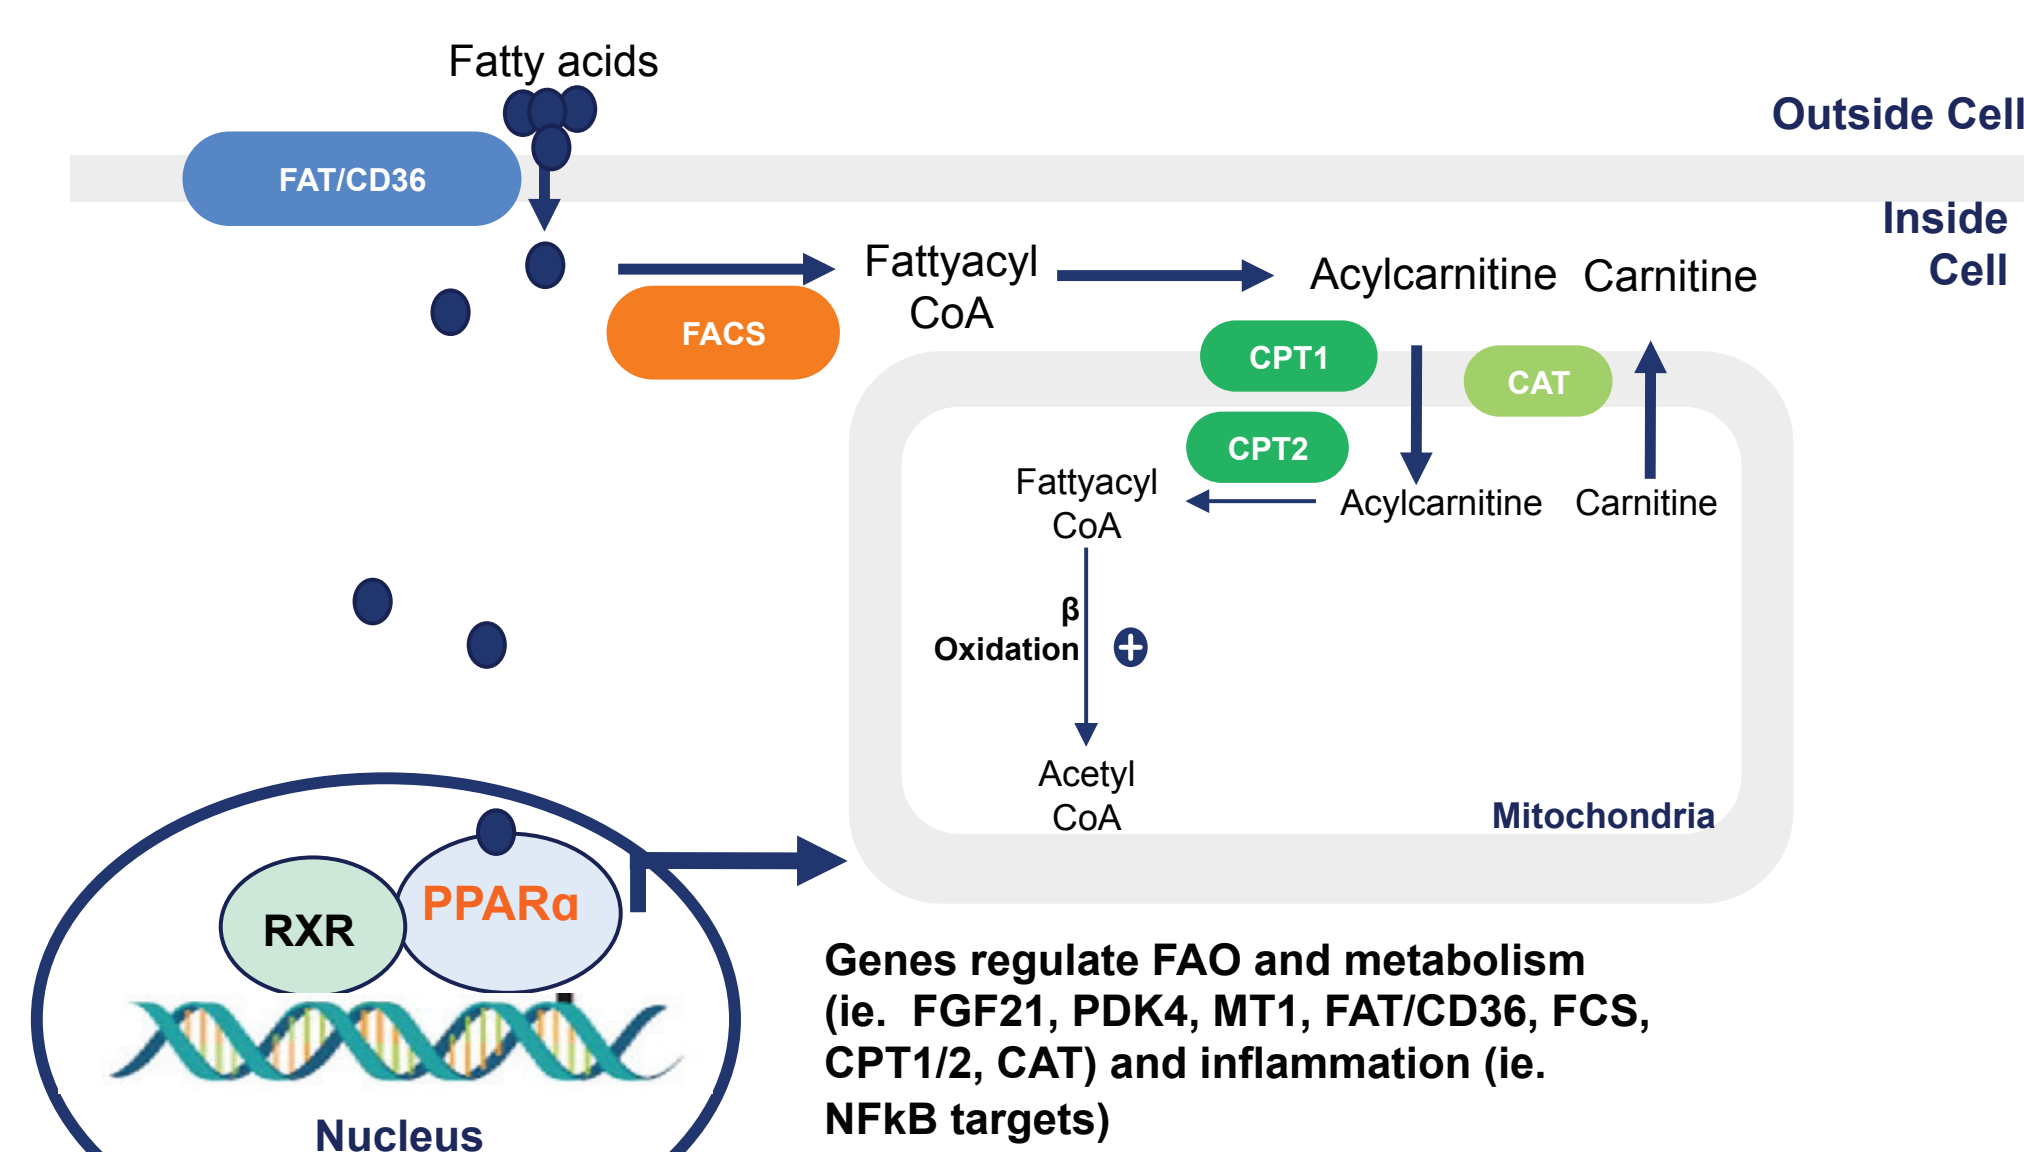 Fatty acids
Outside Cell
FAT/CD36
Inside
Cell
Fattyacyl
CoA
Acylcarnitine
Carnitine
FACS
CPT1
CAT
CPT2
Fattyacyl
CoA
Acylcarnitine
Carnitine
β
Oxidation
+
Acetyl
CoA
Mitochondria
RXR
PPARα
Genes regulate FAO and metabolism
(ie. FGF21, PDK4, MT1, FAT/CD36, FCS,
CPT1/2, CAT) and inflammation (ie.
NFkB targets)
Nucleus